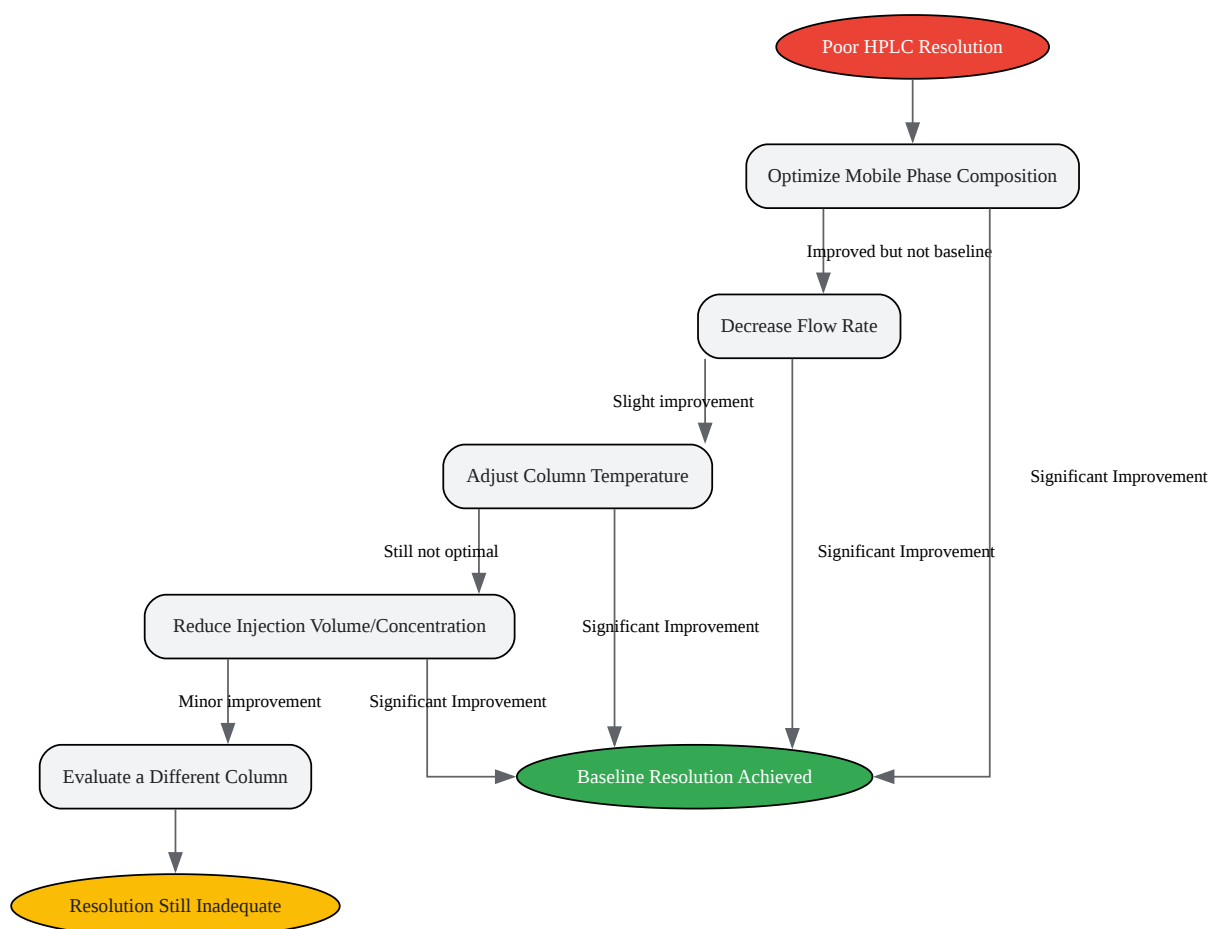 Poor HPLC Resolution
Optimize Mobile Phase Composition
Improved but not baseline
Decrease Flow Rate
Slight improvement
Adjust Column Temperature
Significant Improvement
Still not optimal
Significant Improvement
Reduce Injection Volume/Concentration
Significant Improvement
Minor improvement
Significant Improvement
Evaluate a Different Column
Baseline Resolution Achieved
Resolution Still Inadequate